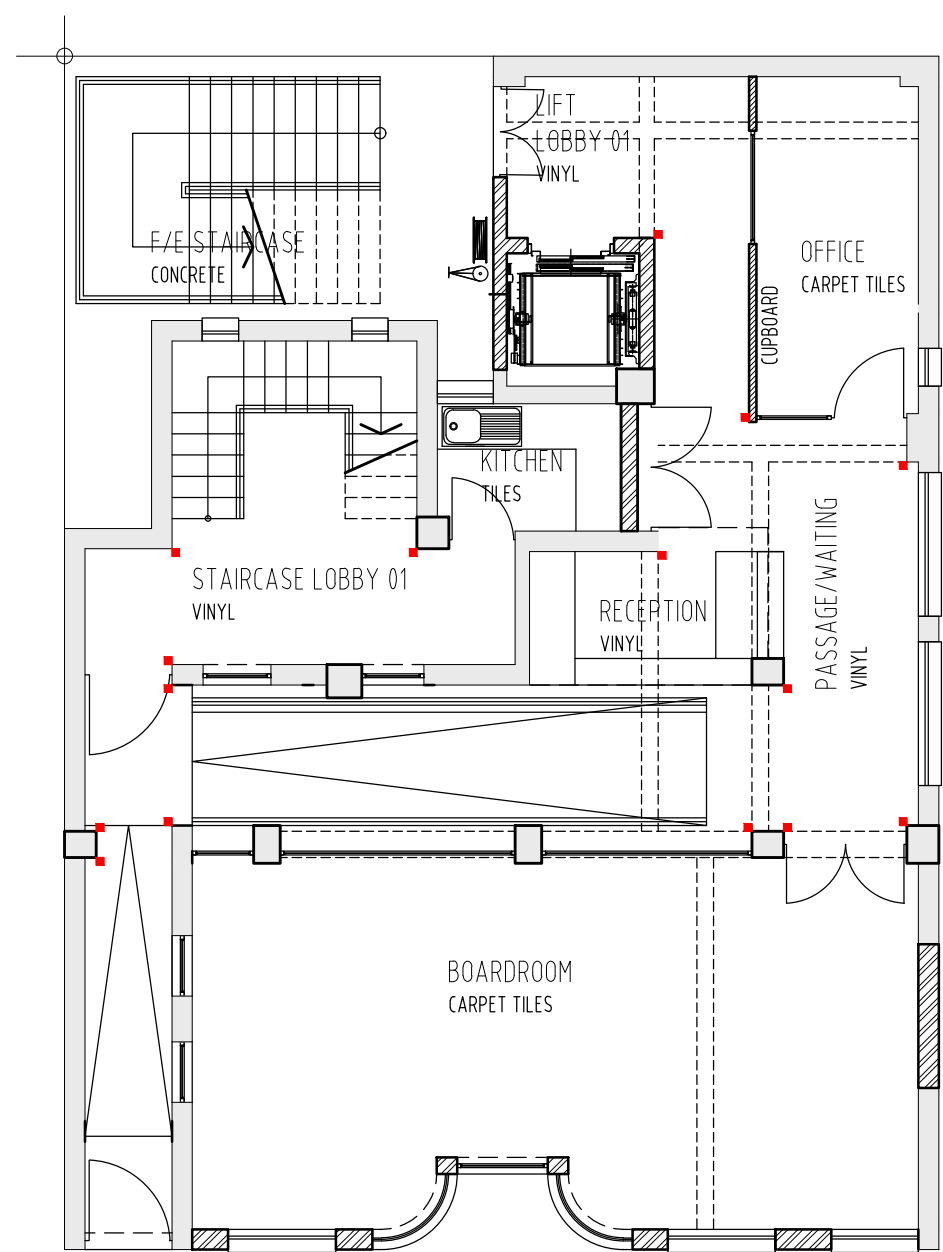 LIFT
LOBBY 01
VINYL
F/E STAIRCASE
CONCRETE
OFFICE
CARPET TILES
CUPBOARD
KITCHEN
TILES
PASSAGE/WAITING
VINYL
STAIRCASE LOBBY 01
VINYL
RECEPTION
VINYL
BOARDROOM
CARPET TILES